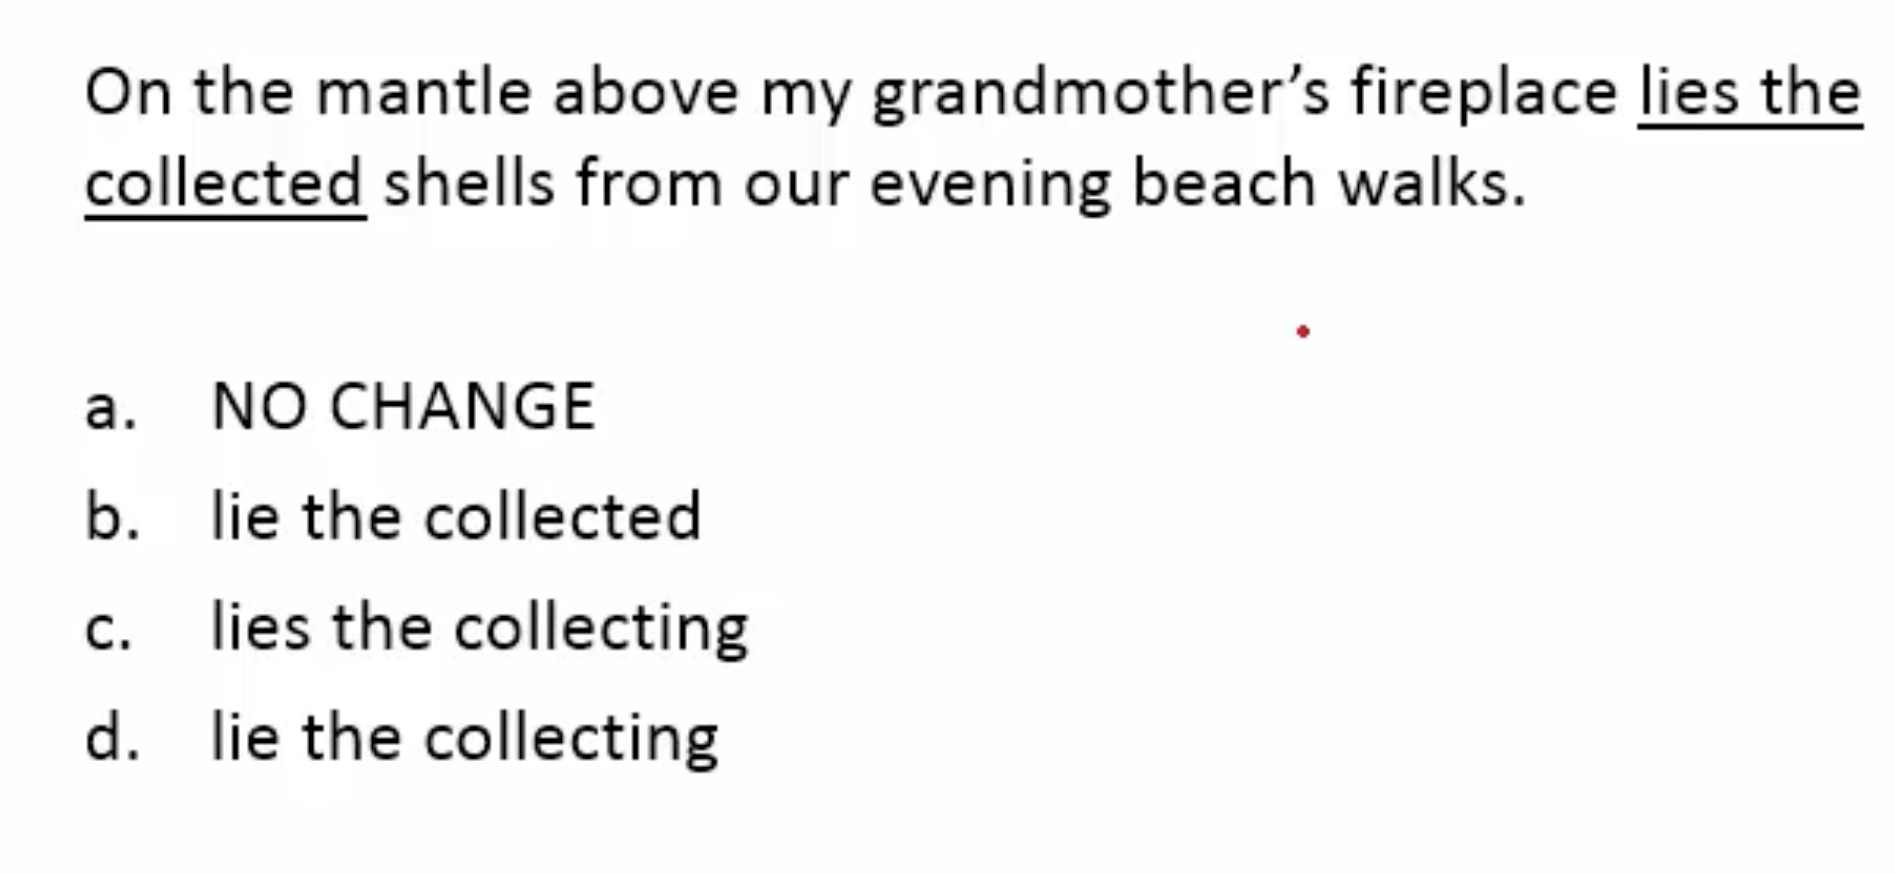 On the mantle above my grandmother’s fireplace lies the
collected shells from our evening beach walks.
a. NO CHANGE
b. lie the collected
c. lies the collecting
d. lie the collecting